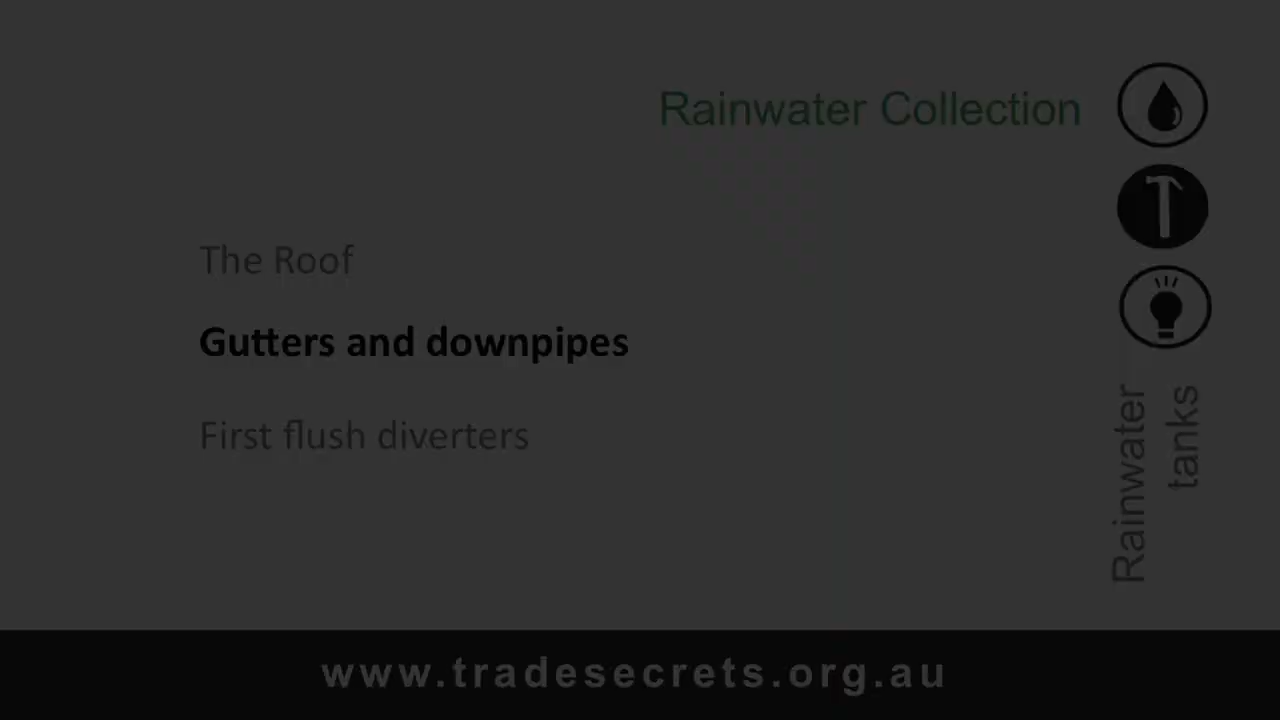 Rainwater Collection
The Roof
Gutters and downpipes
First flush diverters
Rainwater
tanks
www.tradesecrets.org.au